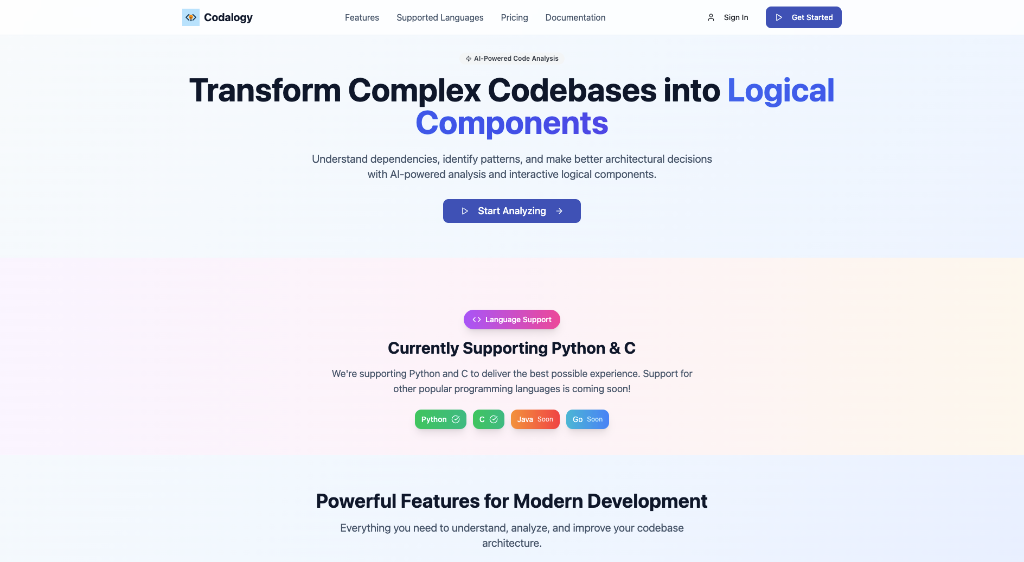 Codalogy
Features Supported Languages Pricing Documentation
Sign In
Get Started
AI-Powered Code Analysis
Transform Complex Codebases into Logical
Components
Understand dependencies, identify patterns, and make better architectural decisions
with AI-powered analysis and interactive logical components.
Start Analyzing
Language Support
Currently Supporting Python & C
We're supporting Python and C to deliver the best possible experience. Support for
other popular programming languages is coming soon!
Python C Java Soon Go Soon
Powerful Features for Modern Development
Everything you need to understand, analyze, and improve your codebase
architecture.